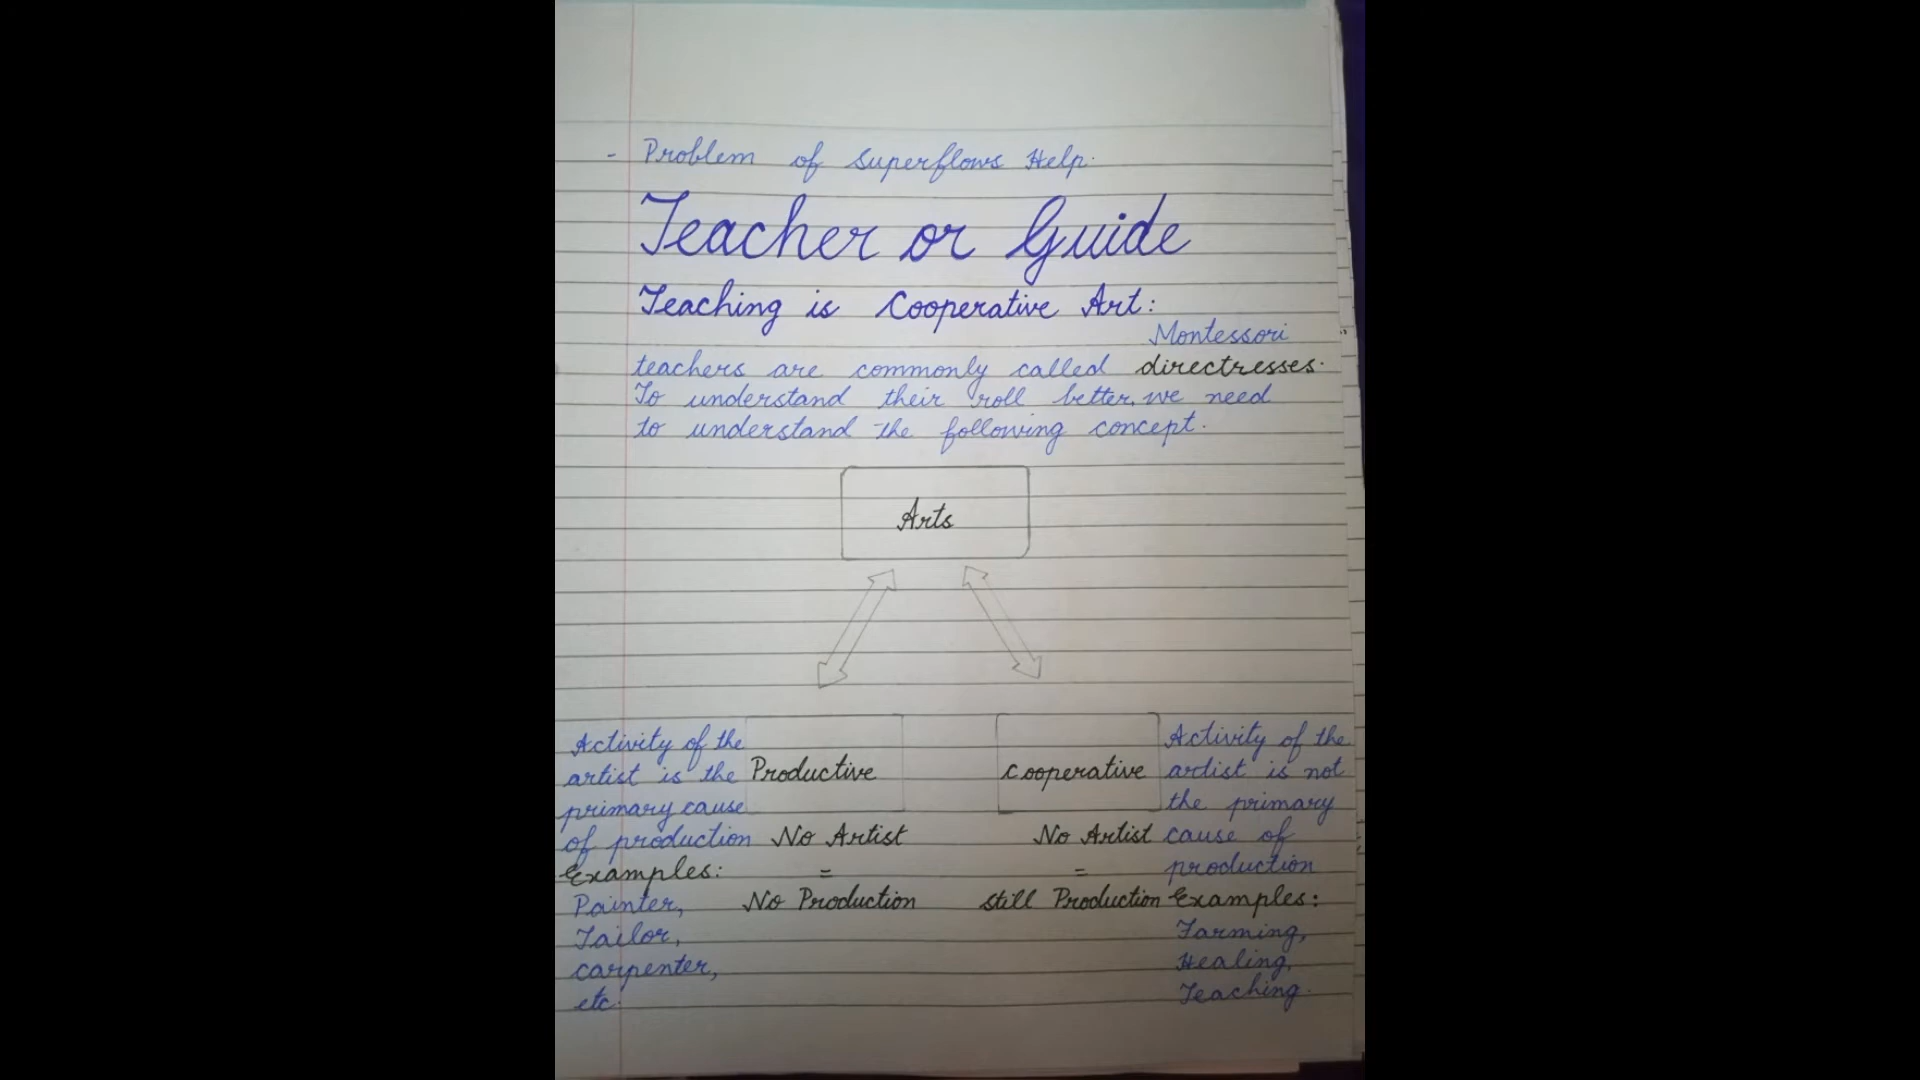 - Problem of Superflows Help.
Teacher or Guide
Teaching is Cooperative Art:
Montessori
teachers are commonly called directresses.
To understand their roll better, we need
to understand the following concept.
Arts
Activity of the
artist is the
primary cause
of production
Examples:
Painter,
Tailor,
carpenter,
etc.
Productive
No Artist
=
No Production
Cooperative
No Artist
=
still Production
Activity of the
artist is not
the primary
cause of
production
Examples:
Farming,
Healing,
Teaching.